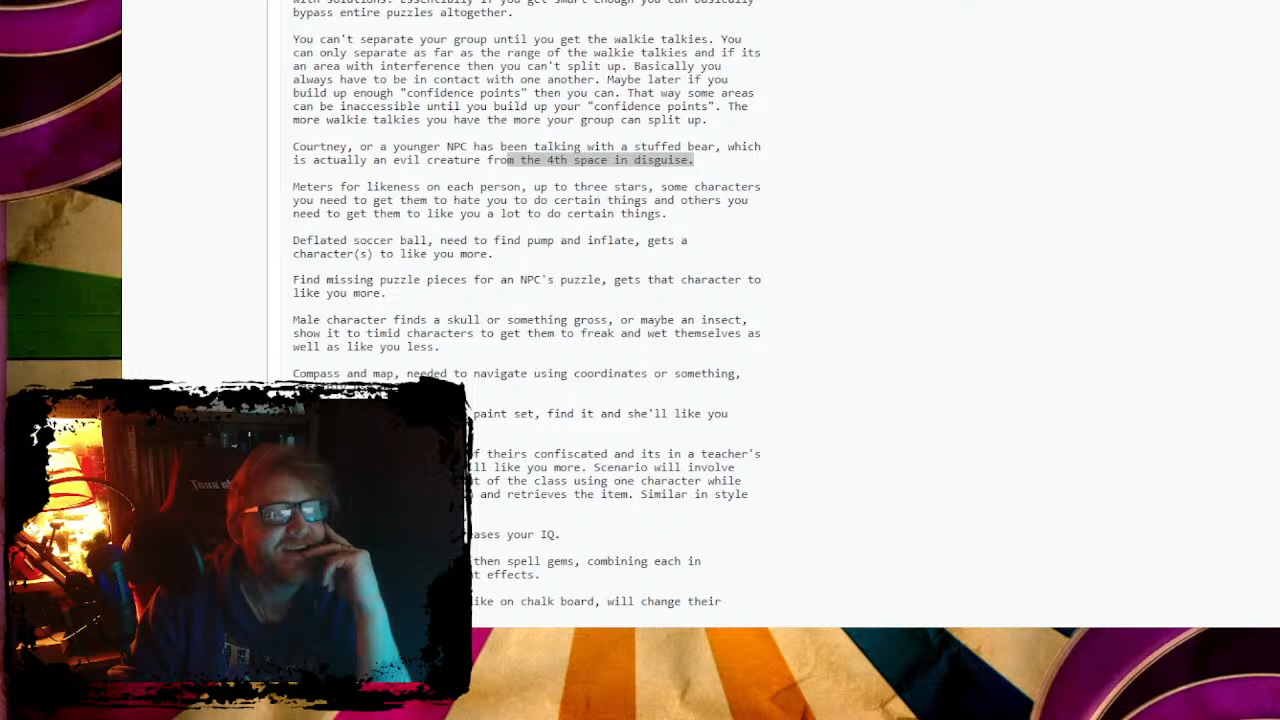 bypass entire puzzles altogether.
You can't separate your group until you get the walkie talkies. You
can only separate as far as the range of the walkie talkies and if its
an area with interference then you can't split up. Basically you
always have to be in contact with one another. Maybe later if you
build up enough "confidence points" then you can. That way some areas
can be inaccessible until you build up your "confidence points". The
more walkie talkies you have the more your group can split up.
Courtney, or a younger NPC has been talking with a stuffed bear, which
is actually an evil creature from the 4th space in disguise.
Meters for likeness on each person, up to three stars, some characters
you need to get them to hate you to do certain things and others you
need to get them to like you a lot to do certain things.
Deflated soccer ball, need to find pump and inflate, gets a
character(s) to like you more.
Find missing puzzle pieces for an NPC's puzzle, gets that character to
like you more.
Male character finds a skull or something gross, or maybe an insect,
show it to timid characters to get them to freak and wet themselves as
well as like you less.
Compass and map, needed to navigate using coordinates or something,
paint set, find it and she'll like you
f theirs confiscated and its in a teacher's
ll like you more. Scenario will involve
of the class using one character while
and retrieves the item. Similar in style
eases your IQ.
then spell gems, combining each in
effects.
like on chalk board, will change their